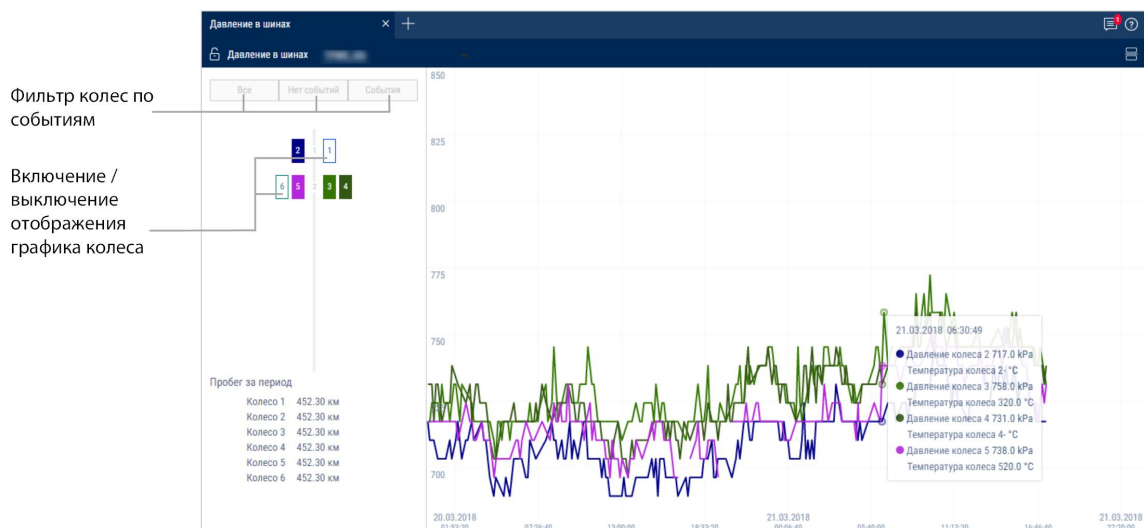 Давление в шинах
1
Давление в шинах
Фильтр колес по
событиям
Все
Нет событий
События
2 1 1
6 5 2 3 4
Включение /
выключение
отображения
графика колеса
Пробег за период
Колесо 1 452.30 км
Колесо 2 452.30 км
Колесо 3 452.30 км
Колесо 4 452.30 км
Колесо 5 452.30 км
Колесо 6 452.30 км
850
825
800
775
750
700
21.03.2018 06:30:49
Давление колеса 2 717.0 kPa
Температура колеса 2- °C
Давление колеса 3 758.0 kPa
Температура колеса 320.0 °C
Давление колеса 4 731.0 kPa
Температура колеса 4- °C
Давление колеса 5 738.0 kPa
Температура колеса 520.0 °C
20.03.2018 21.03.2018 21.03.2018